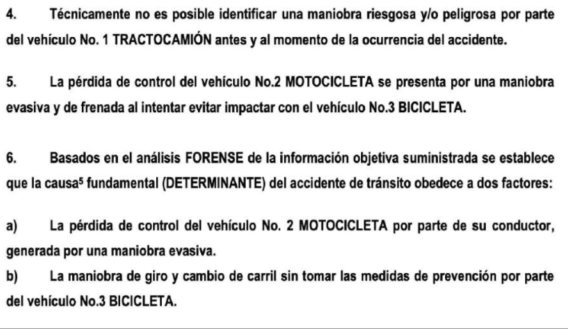 4. Técnicamente no es posible identificar una maniobra riesgosa y/o peligrosa por parte
del vehículo No. 1 TRACTOCAMIÓN antes y al momento de la ocurrencia del accidente.
5. La pérdida de control del vehículo No.2 MOTOCICLETA se presenta por una maniobra
evasiva y de frenada al intentar evitar impactar con el vehículo No.3 BICICLETA.
6. Basados en el análisis FORENSE de la información objetiva suministrada se establece
que la causa⁵ fundamental (DETERMINANTE) del accidente de tránsito obedece a dos factores:
a) La pérdida de control del vehículo No. 2 MOTOCICLETA por parte de su conductor,
generada por una maniobra evasiva.
b) La maniobra de giro y cambio de carril sin tomar las medidas de prevención por parte
del vehículo No.3 BICICLETA.